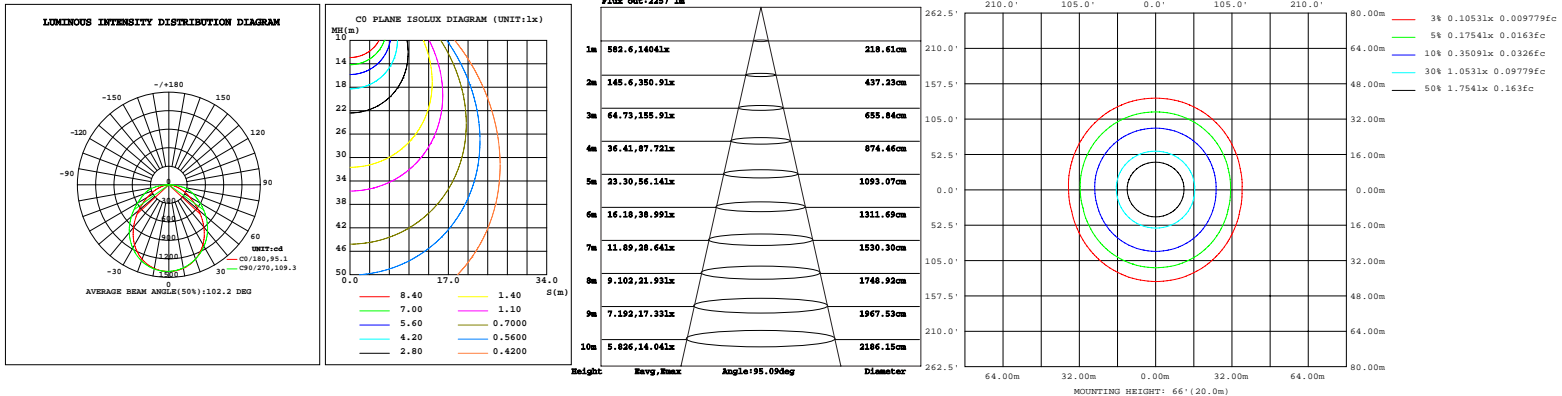 LUMINOUS INTENSITY DISTRIBUTION DIAGRAM
-/+180
-150
150
-120
120
-90
90
-60
60
-30
30
0
0
300
600
900
1200
1500
UNIT:cd
C0/180,95.1
C90/270,109.3
AVERAGE BEAM ANGLE(50%):102.2 DEG
C0 PLANE ISOLUX DIAGRAM (UNIT:lx)
MH(m)
10
14
18
22
26
30
34
38
42
46
50
0.0
17.0
34.0
S(m)
8.40
1.40
7.00
1.10
5.60
0.7000
4.20
0.5600
2.80
0.4200
Flux out:2257 lm
1m 582.6,1404lx 218.61cm
2m 145.6,350.9lx 437.23cm
3m 64.73,155.9lx 655.84cm
4m 36.41,87.72lx 874.46cm
5m 23.30,56.14lx 1093.07cm
6m 16.18,38.99lx 1311.69cm
7m 11.89,28.64lx 1530.30cm
8m 9.102,21.93lx 1748.92cm
9m 7.192,17.33lx 1967.53cm
10m 5.826,14.04lx 2186.15cm
Height Eavg,Emax Angle:95.09deg Diameter
210.0' 105.0' 0.0' 105.0' 210.0'
262.5' 80.00m
210.0' 64.00m
157.5' 48.00m
105.0' 32.00m
52.5' 16.00m
0.0' 0.00m
52.5' 16.00m
105.0' 32.00m
157.5' 48.00m
210.0' 64.00m
262.5' 80.00m
64.00m 32.00m 0.00m 32.00m 64.00m
MOUNTING HEIGHT: 66'(20.0m)
3% 0.1053lx 0.009779fc
5% 0.1754lx 0.0163fc
10% 0.3509lx 0.0326fc
30% 1.053lx 0.09779fc
50% 1.754lx 0.163fc